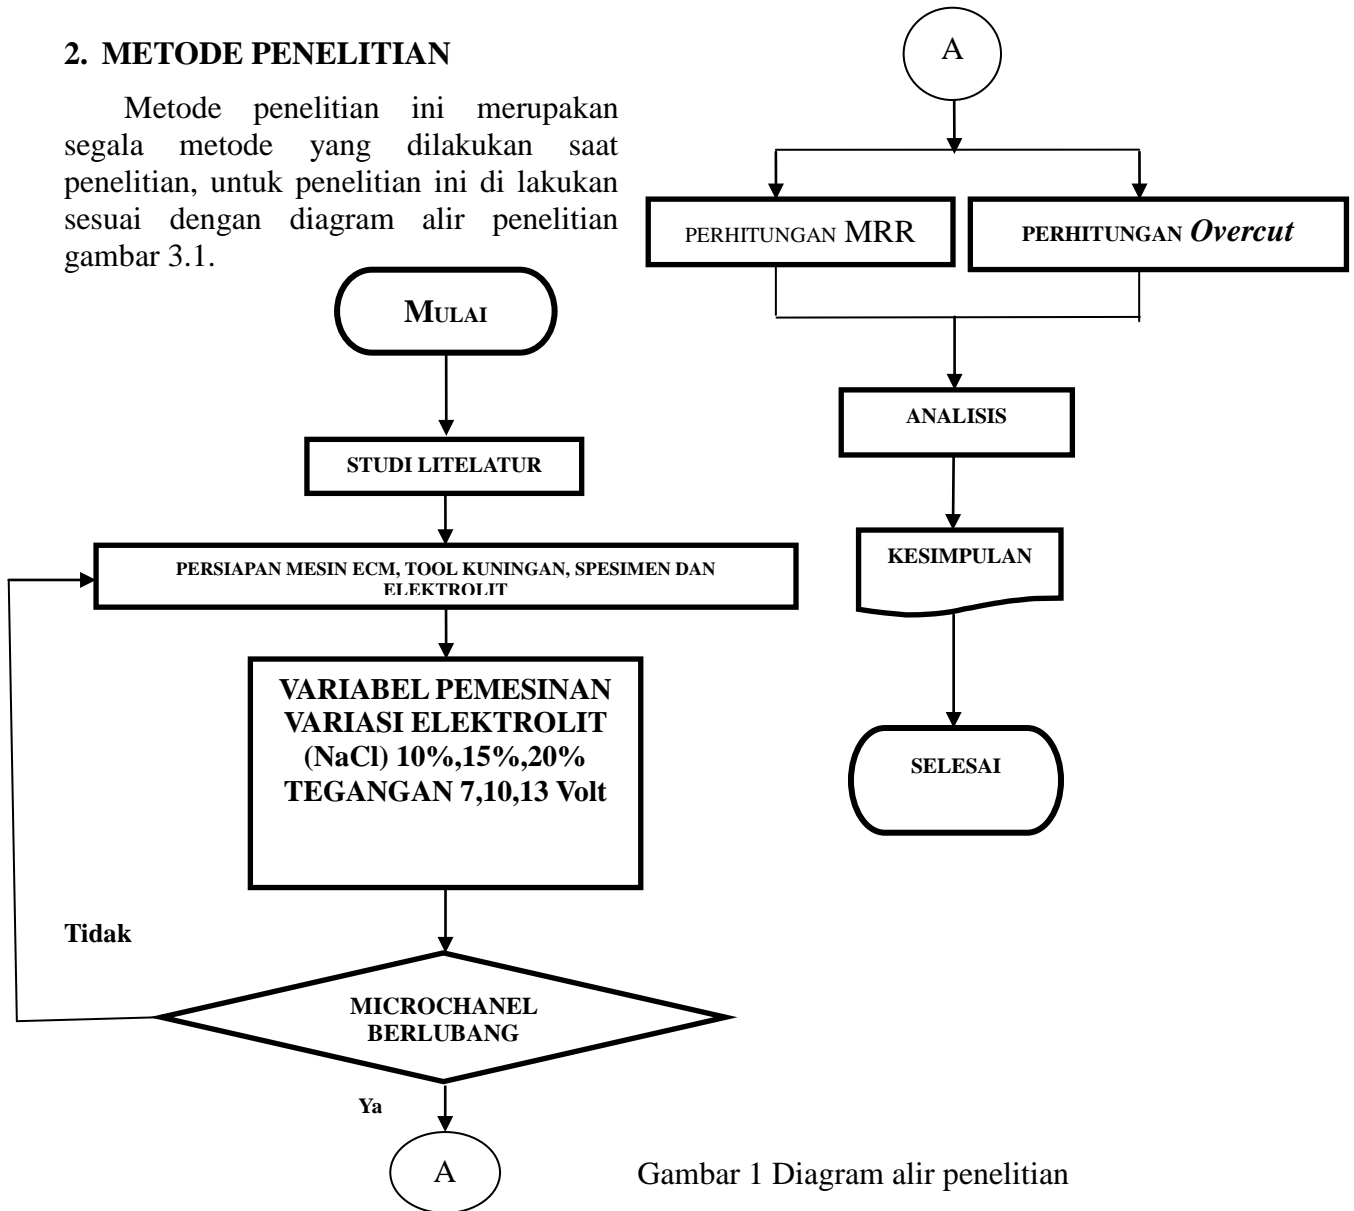 2. METODE PENELITIAN
Metode penelitian ini merupakan
segala metode yang dilakukan saat
penelitian, untuk penelitian ini di lakukan
sesuai dengan diagram alir penelitian
gambar 3.1.
MULAI
STUDI LITELATUR
PERSIAPAN MESIN ECM, TOOL KUNINGAN, SPESIMEN DAN
ELEKTROLIT
VARIABEL PEMESINAN
VARIASI ELEKTROLIT
(NaCl) 10%,15%,20%
TEGANGAN 7,10,13 Volt
Tidak
MICROCHANEL
BERLUBANG
Ya
A
A
PERHITUNGAN MRR
PERHITUNGAN Overcut
ANALISIS
KESIMPULAN
SELESAI
Gambar 1 Diagram alir penelitian